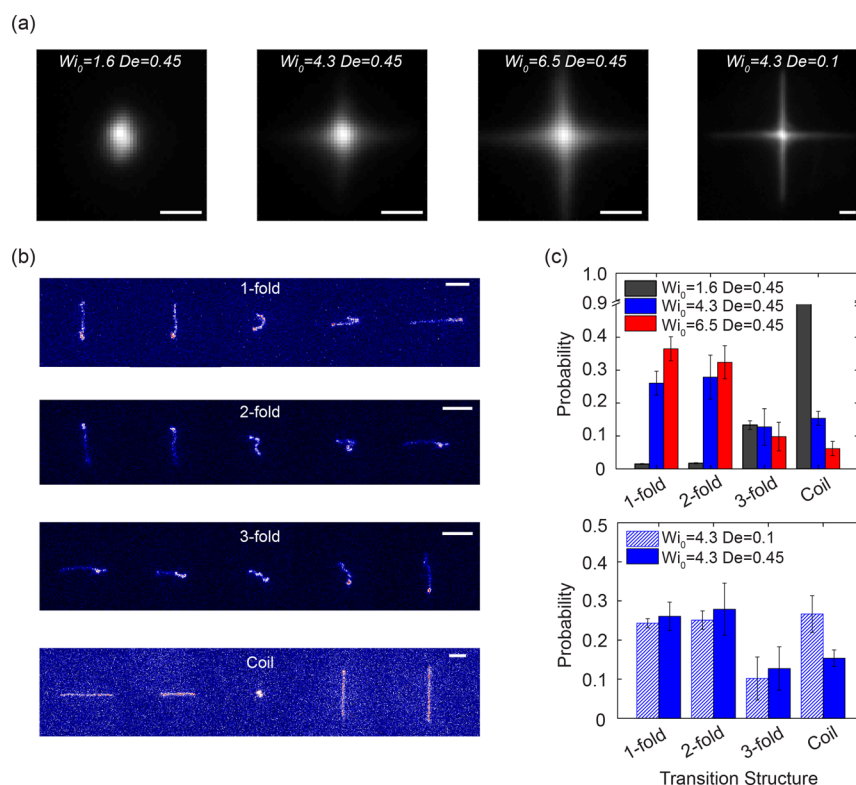 (a)
Wi₀=1.6 De=0.45
Wi₀=4.3 De=0.45
Wi₀=6.5 De=0.45
Wi₀=4.3 De=0.1
(b)
1-fold
2-fold
3-fold
Coil
(c)
1.0
0.9
0.4
0.3
0.2
0.1
0
Probability
Wi₀=1.6 De=0.45
Wi₀=4.3 De=0.45
Wi₀=6.5 De=0.45
1-fold
2-fold
3-fold
Coil
0.5
0.4
0.3
0.2
0.1
0
Probability
Wi₀=4.3 De=0.1
Wi₀=4.3 De=0.45
1-fold
2-fold
3-fold
Coil
Transition Structure